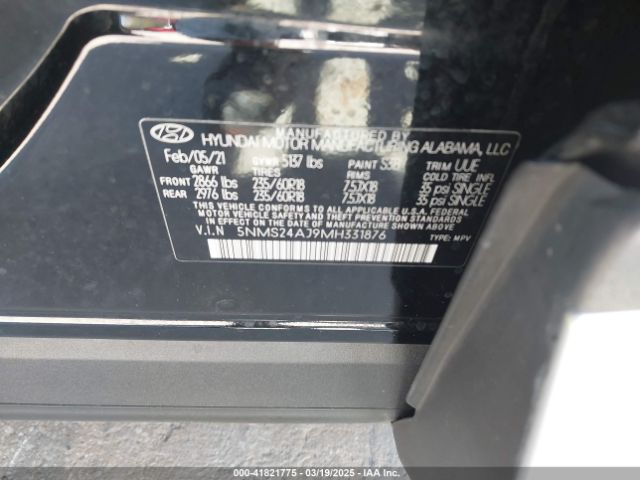 MANUFACTURED BY
HYUNDAI MOTOR MANUFACTURING ALABAMA, LLC
Feb/05/21 GVWR 5137 lbs PAINT S3B TRIM UUE
GAWR TIRES RIMS COLD TIRE INFL
FRONT 2866 lbs 235/60R18 7.5JX18 35 psi SINGLE
REAR 2976 lbs 235/60R18 7.5JX18 35 psi SINGLE
THIS VEHICLE CONFORMS TO ALL APPLICABLE U.S.A. FEDERAL
MOTOR VEHICLE SAFETY AND THEFT PREVENTION STANDARDS
IN EFFECT ON THE DATE OF MANUFACTURE SHOWN ABOVE.
V.I.N 5NMS24AJ9MH331876 TYPE: MPV
000-41821775 - 03/19/2025 - IAA Inc.